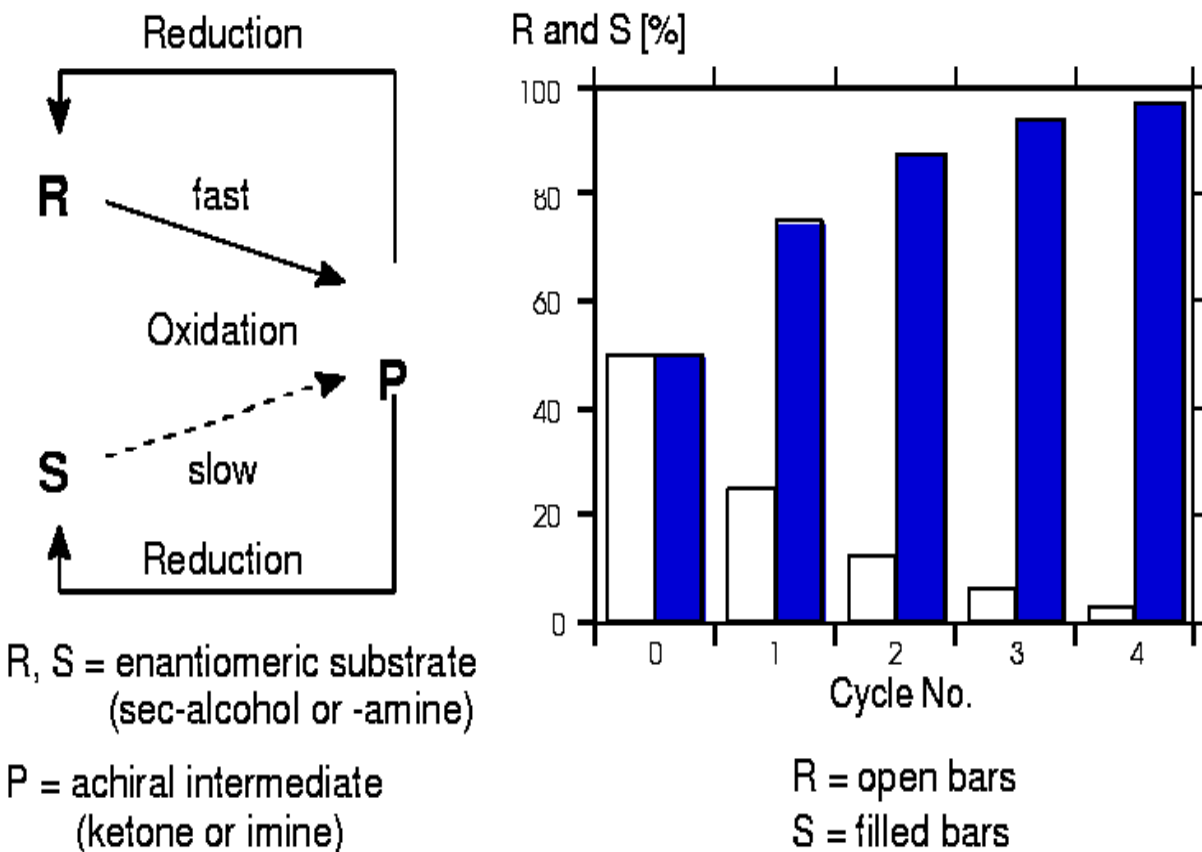 Reduction
R
fast
Oxidation
P
S
slow
Reduction
R, S = enantiomeric substrate
(sec-alcohol or -amine)
P = achiral intermediate
(ketone or imine)
R and S [%]
100
80
60
40
20
0
0 1 2 3 4
Cycle No.
R = open bars
S = filled bars